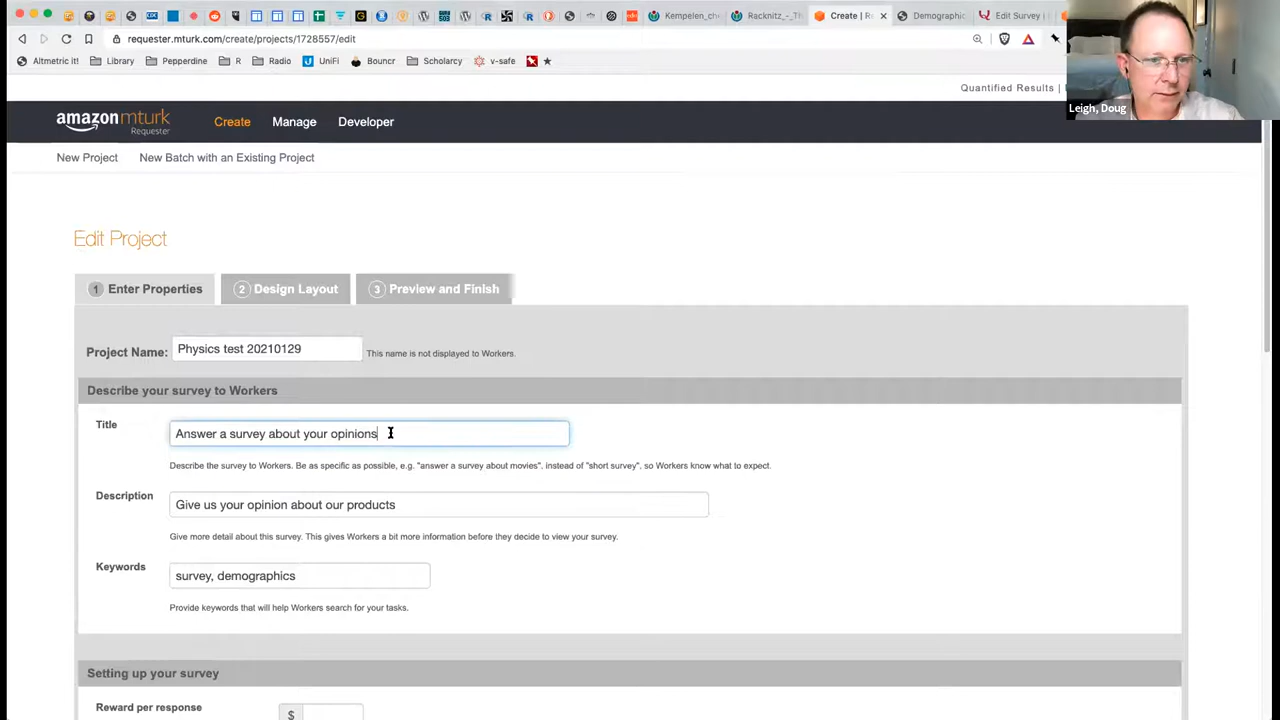 Kempelen_ch
Racknitz_-_Th
Create | R
Demographic
Edit Survey
requester.mturk.com/create/projects/1728557/edit
Altmetric it!
Library
Pepperdine
R
Radio
UniFi
Bouncr
Scholarcy
v-safe
Leigh, Doug
Quantified Results |
amazon mturk
Requester
Create
Manage
Developer
New Project
New Batch with an Existing Project
Edit Project
1 Enter Properties
2 Design Layout
3 Preview and Finish
Project Name: Physics test 20210129 This name is not displayed to Workers.
Describe your survey to Workers
Title
Answer a survey about your opinions
Describe the survey to Workers. Be as specific as possible, e.g. "answer a survey about movies", instead of "short survey", so Workers know what to expect.
Description
Give us your opinion about our products
Give more detail about this survey. This gives Workers a bit more information before they decide to view your survey.
Keywords
survey, demographics
Provide keywords that will help Workers search for your tasks.
Setting up your survey
Reward per response
$